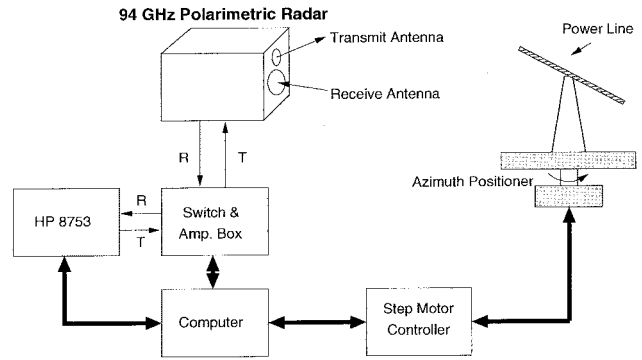 94 GHz Polarimetric Radar
Transmit Antenna
Power Line
Receive Antenna
R
T
Azimuth Positioner
HP 8753
R
T
Switch &
Amp. Box
Computer
Step Motor
Controller